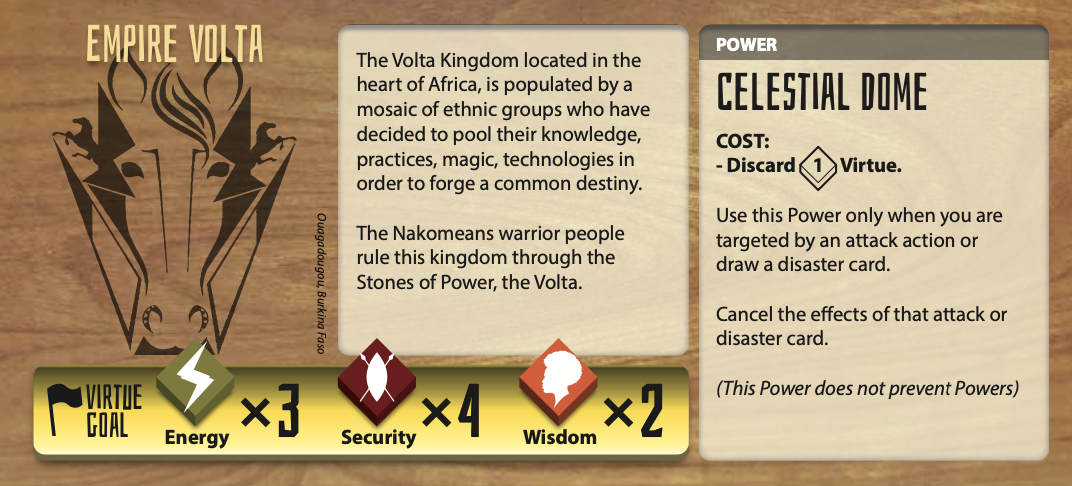 EMPIRE VOLTA
Ouagadougou, Burkina Faso
The Volta Kingdom located in the
heart of Africa, is populated by a
mosaic of ethnic groups who have
decided to pool their knowledge,
practices, magic, technologies in
order to forge a common destiny.
The Nakomeans warrior people
rule this kingdom through the
Stones of Power, the Volta.
VIRTUE
GOAL
×3
Energy
×4
Security
×2
Wisdom
POWER
CELESTIAL DOME
COST:
- Discard 1 Virtue.
Use this Power only when you are
targeted by an attack action or
draw a disaster card.
Cancel the effects of that attack or
disaster card.
(This Power does not prevent Powers)